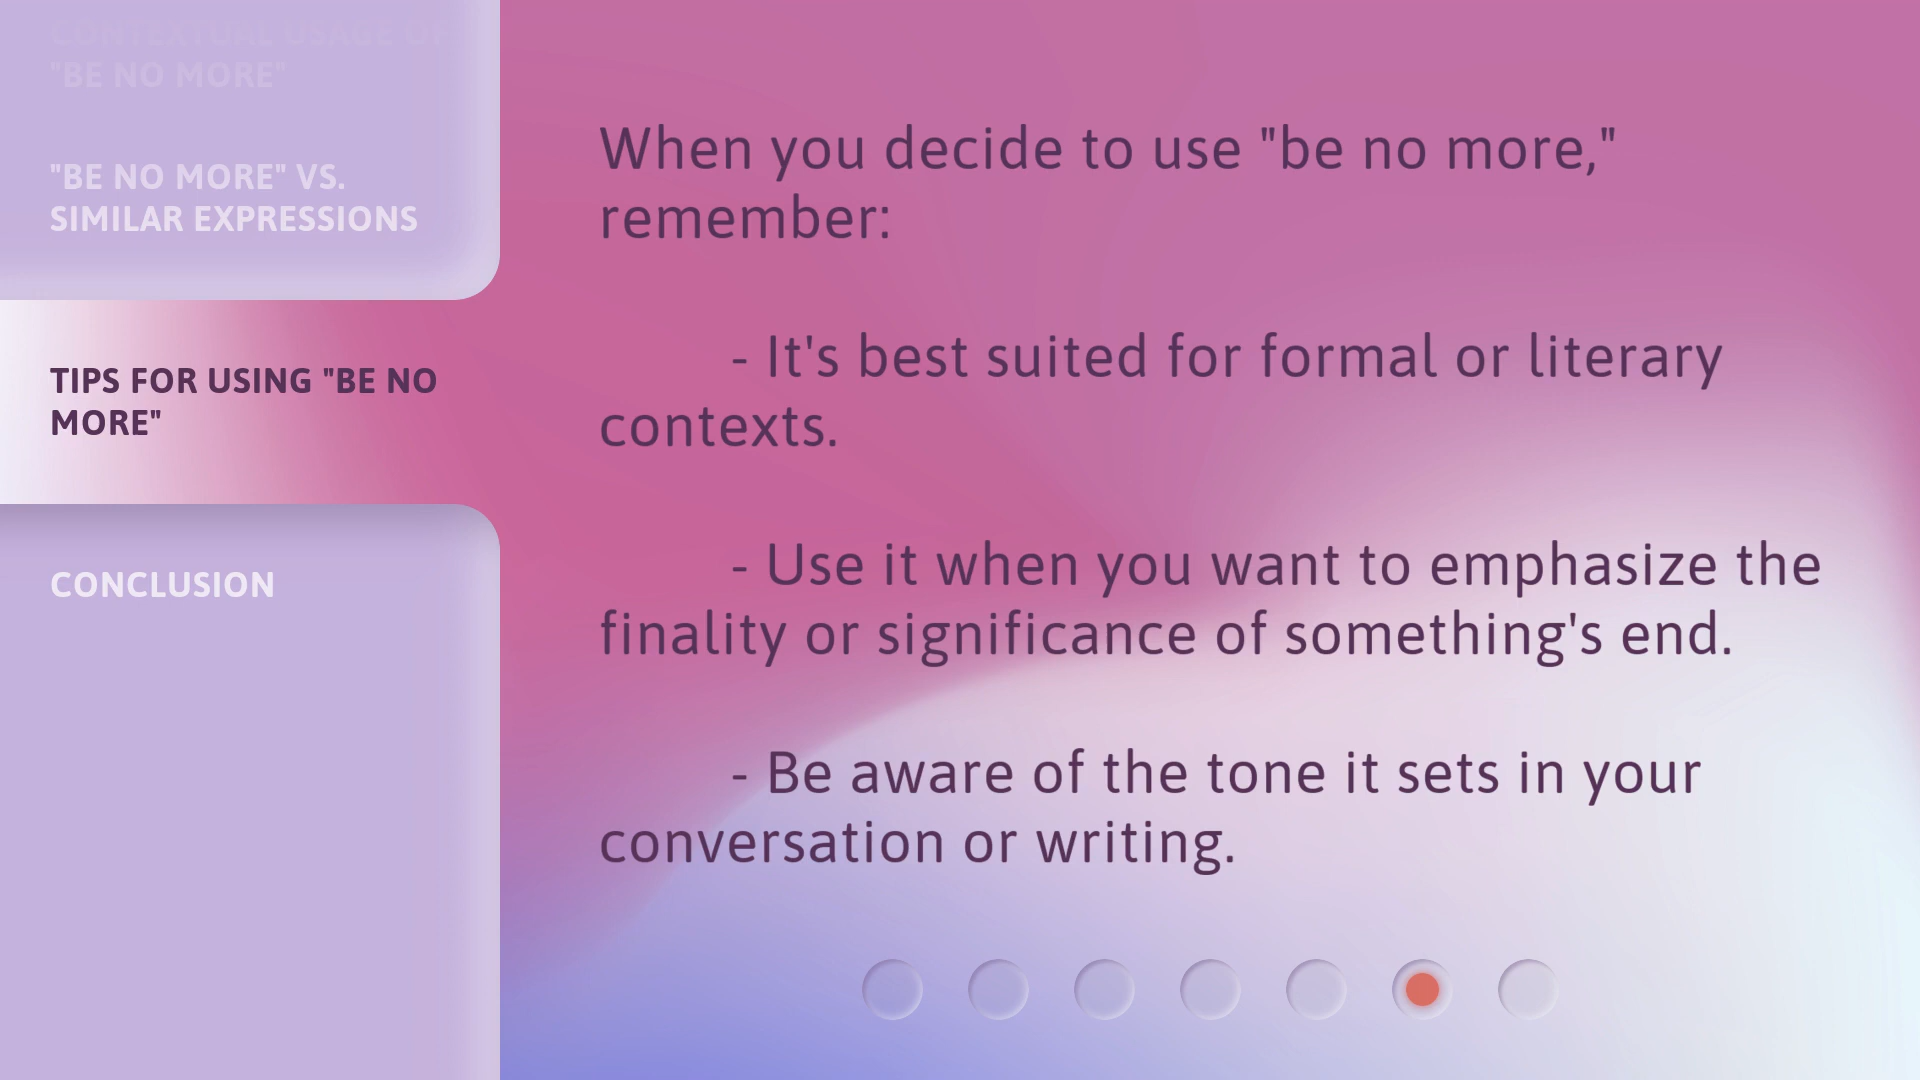 CONTEXTUAL USAGE OF
"BE NO MORE"
"BE NO MORE" VS.
SIMILAR EXPRESSIONS
TIPS FOR USING "BE NO
MORE"
CONCLUSION
When you decide to use "be no more,"
remember:
- It's best suited for formal or literary
contexts.
- Use it when you want to emphasize the
finality or significance of something's end.
- Be aware of the tone it sets in your
conversation or writing.